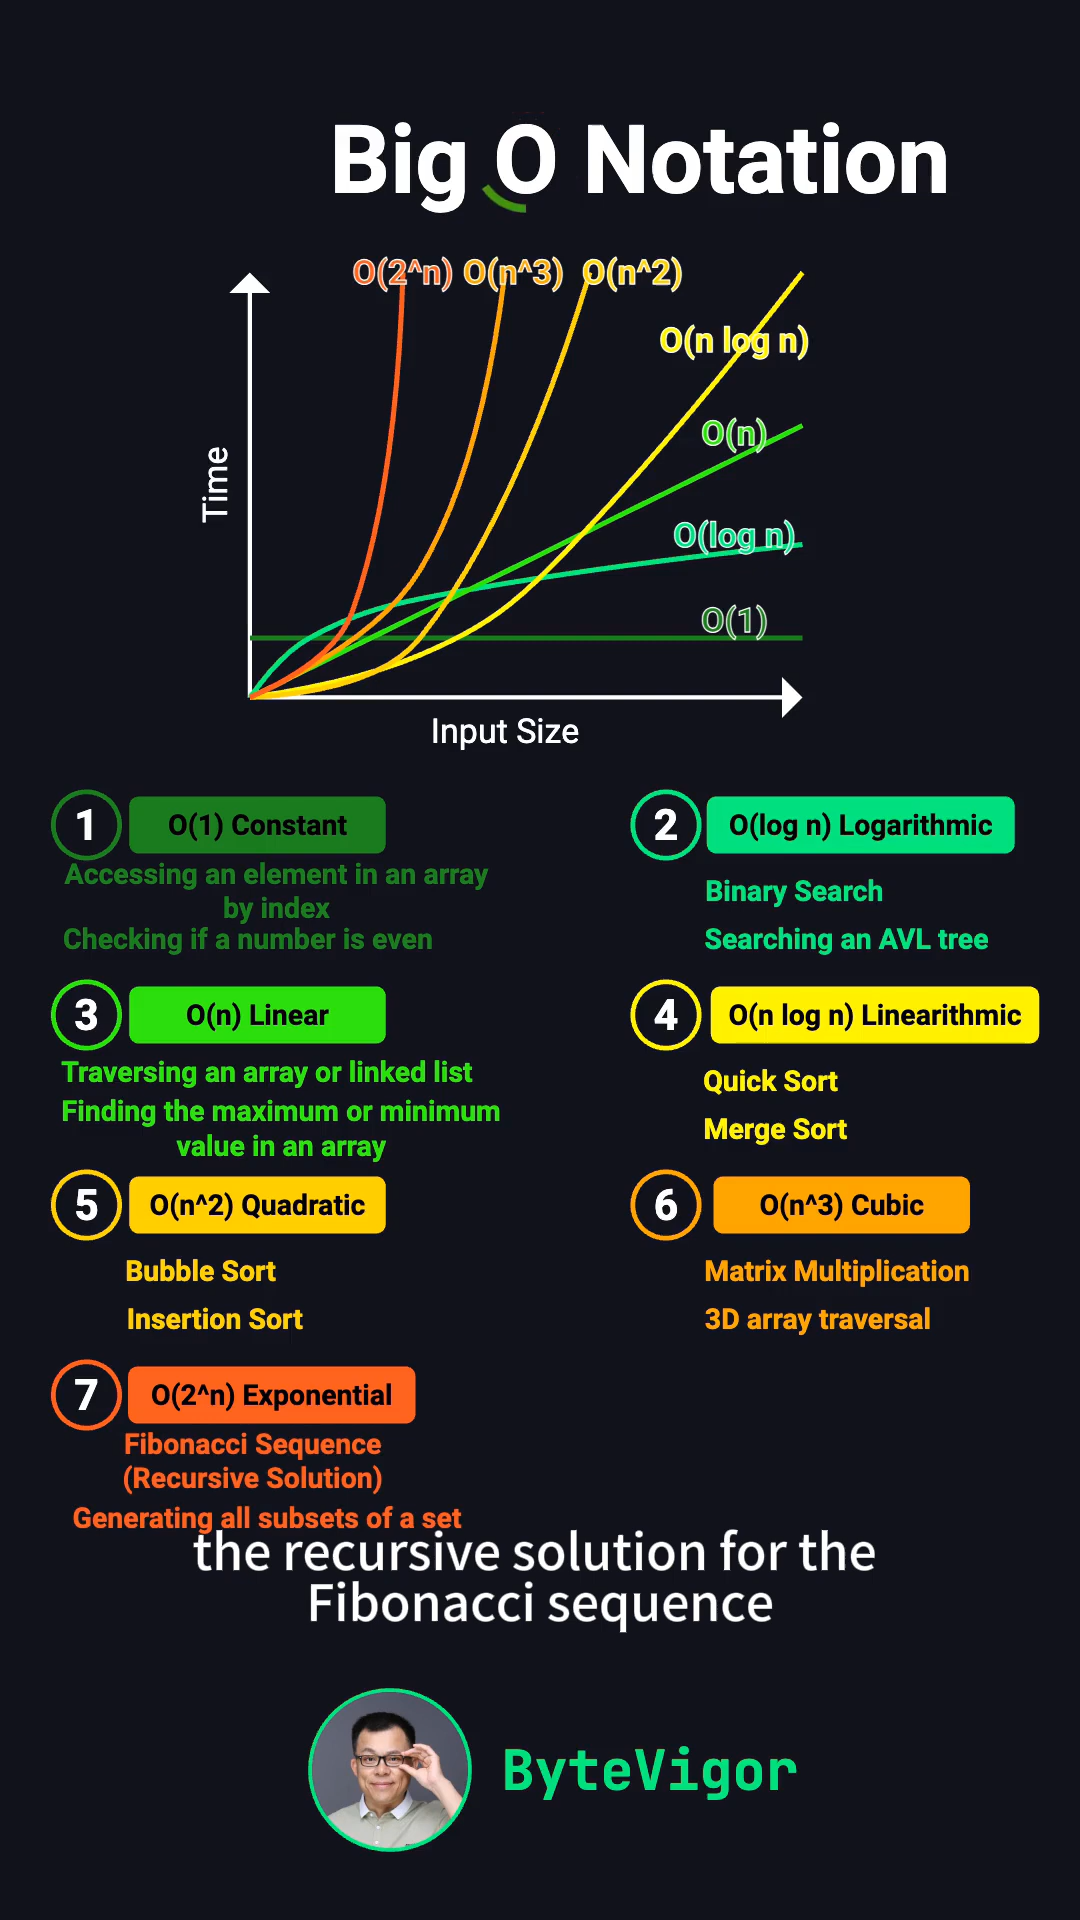 Big O Notation
O(2^n) O(n^3) O(n^2)
O(n log n)
O(n)
O(log n)
O(1)
Time
Input Size
1 O(1) Constant
Accessing an element in an array
by index
Checking if a number is even
2 O(log n) Logarithmic
Binary Search
Searching an AVL tree
3 O(n) Linear
Traversing an array or linked list
Finding the maximum or minimum
value in an array
4 O(n log n) Linearithmic
Quick Sort
Merge Sort
5 O(n^2) Quadratic
Bubble Sort
Insertion Sort
6 O(n^3) Cubic
Matrix Multiplication
3D array traversal
7 O(2^n) Exponential
Fibonacci Sequence
(Recursive Solution)
Generating all subsets of a set
the recursive solution for the
Fibonacci sequence
ByteVigor